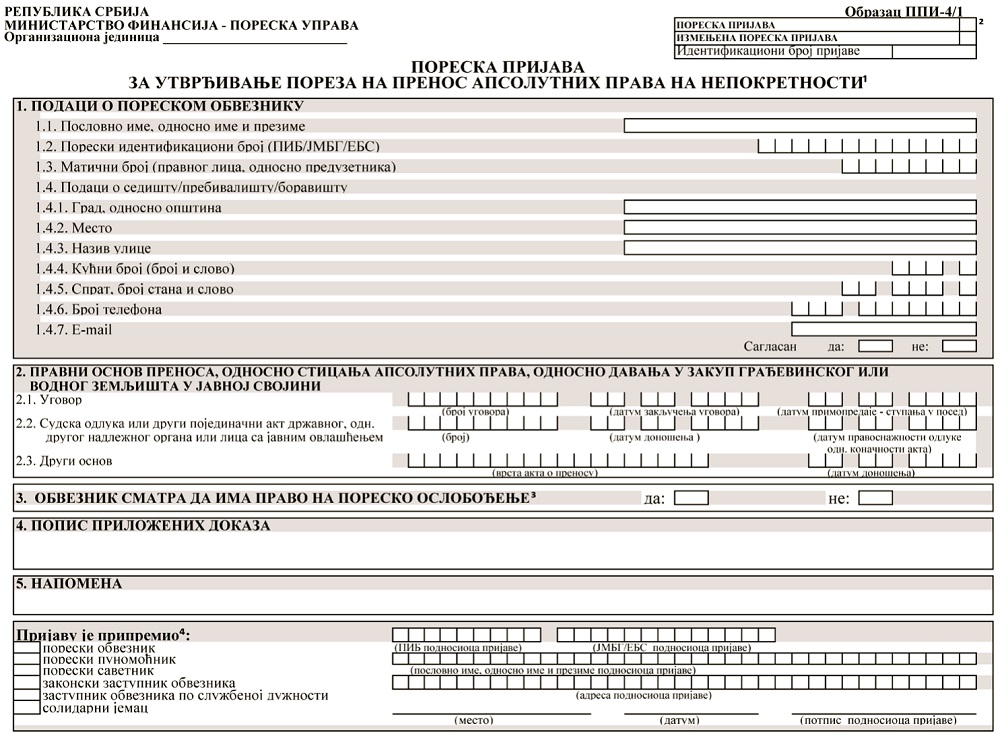 РЕПУБЛИКА СРБИЈА
МИНИСТАРСТВО ФИНАНСИЈА - ПОРЕСКА УПРАВА
Организациона јединица
Образац ППИ-4/1
ПОРЕСКА ПРИЈАВА ²
ИЗМЕЊЕНА ПОРЕСКА ПРИЈАВА
Идентификациони број пријаве
ПОРЕСКА ПРИЈАВА
ЗА УТВРЂИВАЊЕ ПОРЕЗА НА ПРЕНОС АПСОЛУТНИХ ПРАВА НА НЕПОКРЕТНОСТИ¹
1. ПОДАЦИ О ПОРЕСКОМ ОБВЕЗНИКУ
1.1. Пословно име, односно име и презиме
1.2. Порески идентификациони број (ПИБ/ЈМБГ/ЕБС)
1.3. Матични број (правног лица, односно предузетника)
1.4. Подаци о седишту/пребивалишту/боравишту
1.4.1. Град, односно општина
1.4.2. Место
1.4.3. Назив улице
1.4.4. Кућни број (број и слово)
1.4.5. Спрат, број стана и слово
1.4.6. Број телефона
1.4.7. E-mail
Сагласан да: не:
2. ПРАВНИ ОСНОВ ПРЕНОСА, ОДНОСНО СТИЦАЊА АПСОЛУТНИХ ПРАВА, ОДНОСНО ДАВАЊА У ЗАКУП ГРАЂЕВИНСКОГ ИЛИ
ВОДНОГ ЗЕМЉИШТА У ЈАВНОЈ СВОЈИНИ
2.1. Уговор
(број уговора) (датум закључења уговора) (датум примопредаје - ступања у посед)
2.2. Судска одлука или други појединачни акт државног, одн.
другог надлежног органа или лица са јавним овлашћењем
(број) (датум доношења ) (датум правоснажности одлуке
одн. коначности акта)
2.3. Други основ
(врста акта о преносу) (датум доношења)
3. ОБВЕЗНИК СМАТРА ДА ИМА ПРАВО НА ПОРЕСКО ОСЛОБОЂЕЊЕ³ да: не:
4. ПОПИС ПРИЛОЖЕНИХ ДОКАЗА
5. НАПОМЕНА
Пријаву је припремио⁴:
порески обвезник
(ПИБ подносиоца пријаве) (ЈМБГ/ЕБС подносиоца пријаве)
порески пуномоћник
порески саветник
(пословно име, односно име и презиме подносиоца пријаве)
законски заступник обвезника
заступник обвезника по службеној дужности
(адреса подносиоца пријаве)
солидарни јемац
(место) (датум) (потпис подносиоца пријаве)